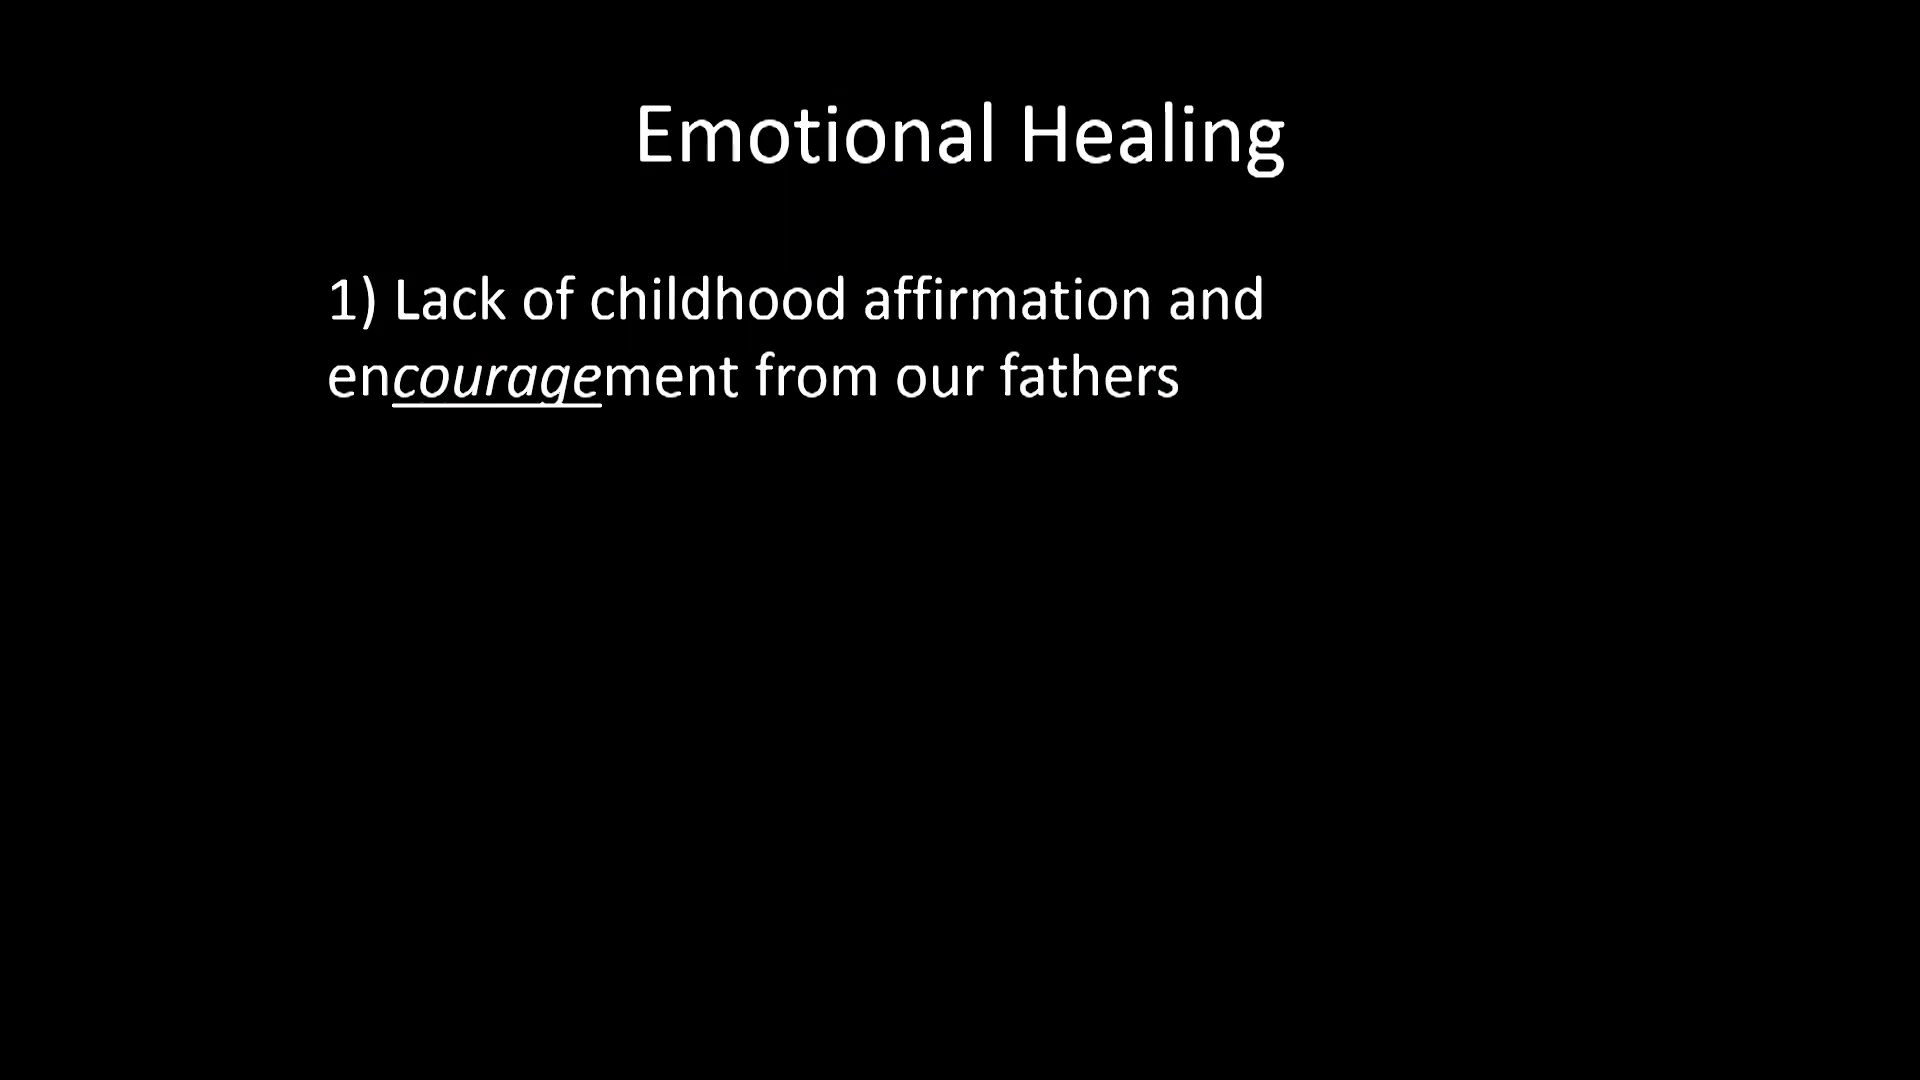 Emotional Healing
1) Lack of childhood affirmation and
encouragement from our fathers